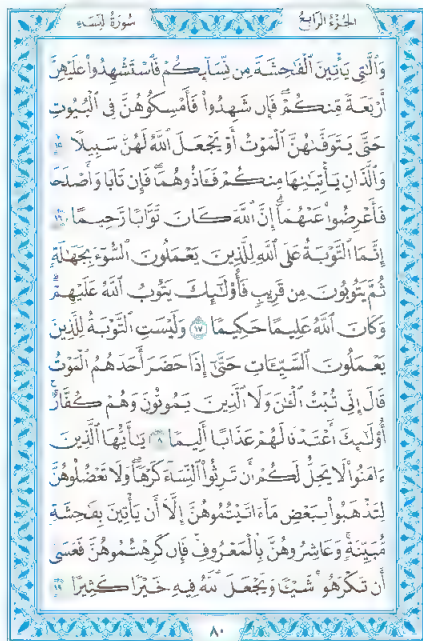 الجزء الرابع
سورة النساء
وَٱلَّٰتِى يَأْتِينَ ٱلْفَٰحِشَةَ مِن نِّسَآئِكُمْ فَٱسْتَشْهِدُوا۟ عَلَيْهِنَّ
أَرْبَعَةً مِّنكُمْ ۖ فَإِن شَهِدُوا۟ فَأَمْسِكُوهُنَّ فِى ٱلْبُيُوتِ
حَتَّىٰ يَتَوَفَّىٰهُنَّ ٱلْمَوْتُ أَوْ يَجْعَلَ ٱللَّهُ لَهُنَّ سَبِيلًا ١٥
وَٱلَّذَانِ يَأْتِيَٰنِهَا مِنكُمْ فَـَٔاذُوهُمَا ۖ فَإِن تَابَا وَأَصْلَحَا
فَأَعْرِضُوا۟ عَنْهُمَآ ۗ إِنَّ ٱللَّهَ كَانَ تَوَّابًا رَّحِيمًا ١٦
إِنَّمَا ٱلتَّوْبَةُ عَلَى ٱللَّهِ لِلَّذِينَ يَعْمَلُونَ ٱلسُّوٓءَ بِجَهَٰلَةٍ
ثُمَّ يَتُوبُونَ مِن قَرِيبٍ فَأُو۟لَٰٓئِكَ يَتُوبُ ٱللَّهُ عَلَيْهِمْ ۗ
وَكَانَ ٱللَّهُ عَلِيمًا حَكِيمًا ١٧ وَلَيْسَتِ ٱلتَّوْبَةُ لِلَّذِينَ
يَعْمَلُونَ ٱلسَّيِّـَٔاتِ حَتَّىٰٓ إِذَا حَضَرَ أَحَدَهُمُ ٱلْمَوْتُ
قَالَ إِنِّى تُبْتُ ٱلْـَٰٔنَ وَلَا ٱلَّذِينَ يَمُوتُونَ وَهُمْ كُفَّارٌ ۚ
أُو۟لَٰٓئِكَ أَعْتَدْنَا لَهُمْ عَذَابًا أَلِيمًا ١٨ يَٰٓأَيُّهَا ٱلَّذِينَ
ءَامَنُوا۟ لَا يَحِلُّ لَكُمْ أَن تَرِثُوا۟ ٱلنِّسَآءَ كَرْهًا ۖ وَلَا تَعْضُلُوهُنَّ
لِتَذْهَبُوا۟ بِبَعْضِ مَآ ءَاتَيْتُمُوهُنَّ إِلَّآ أَن يَأْتِينَ بِفَٰحِشَةٍ
مُّبَيِّنَةٍ ۚ وَعَاشِرُوهُنَّ بِٱلْمَعْرُوفِ ۚ فَإِن كَرِهْتُمُوهُنَّ فَعَسَىٰٓ
أَن تَكْرَهُوا۟ شَيْـًٔا وَيَجْعَلَ ٱللَّهُ فِيهِ خَيْرًا كَثِيرًا ١٩
٨٠